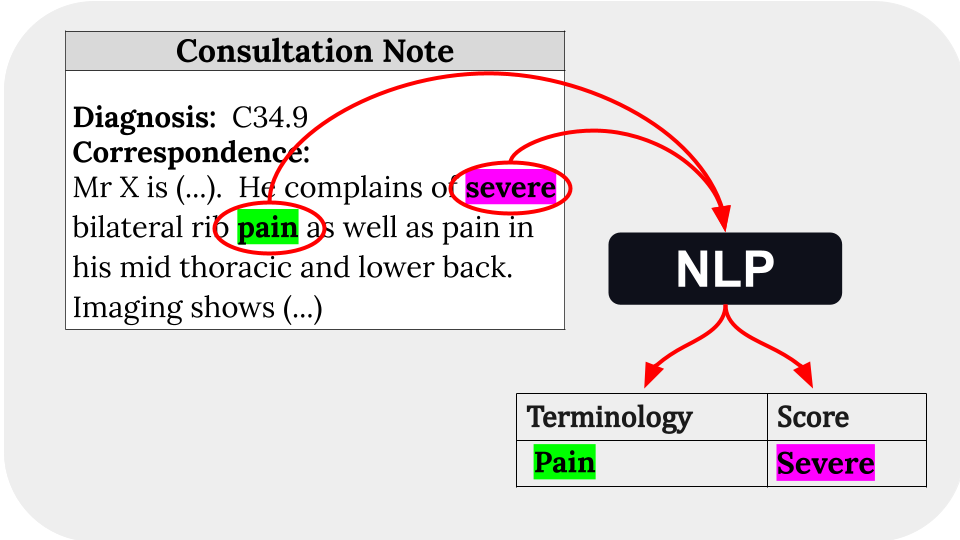 Consultation Note
Diagnosis: C34.9
Correspondence:
Mr X is (...). He complains of severe
bilateral rib pain as well as pain in
his mid thoracic and lower back.
Imaging shows (...)
NLP
Terminology Score
Pain Severe